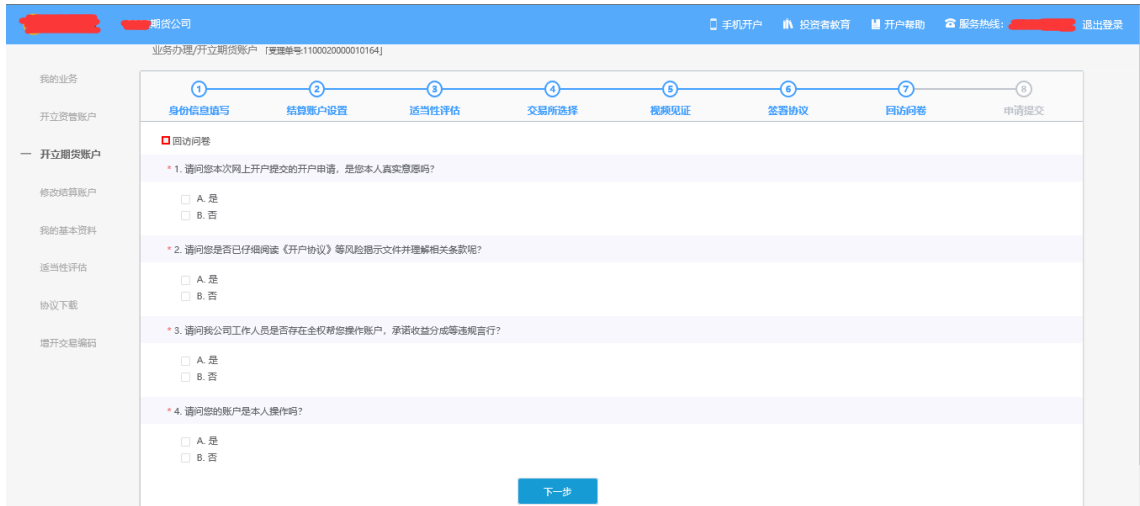 期货公司
手机开户 投资者教育 开户帮助 服务热线: 退出登录
业务办理/开立期货账户 [受理单号:1100020000010164]
我的业务
开立资管账户
一 开立期货账户
修改结算账户
我的基本资料
适当性评估
协议下载
增开交易编码
1 2 3 4 5 6 7 8
身份信息填写 结算账户设置 适当性评估 交易所选择 视频见证 签署协议 回访问卷 申请提交
回访问卷
* 1. 请问您本次网上开户提交的开户申请,是您本人真实意愿吗?
A. 是
B. 否
* 2. 请问您是否已仔细阅读《开户协议》等风险揭示文件并理解相关条款呢?
A. 是
B. 否
* 3. 请问我公司工作人员是否存在全权帮您操作账户,承诺收益分成等违规言行?
A. 是
B. 否
* 4. 请问您的账户是本人操作吗?
A. 是
B. 否
下一步